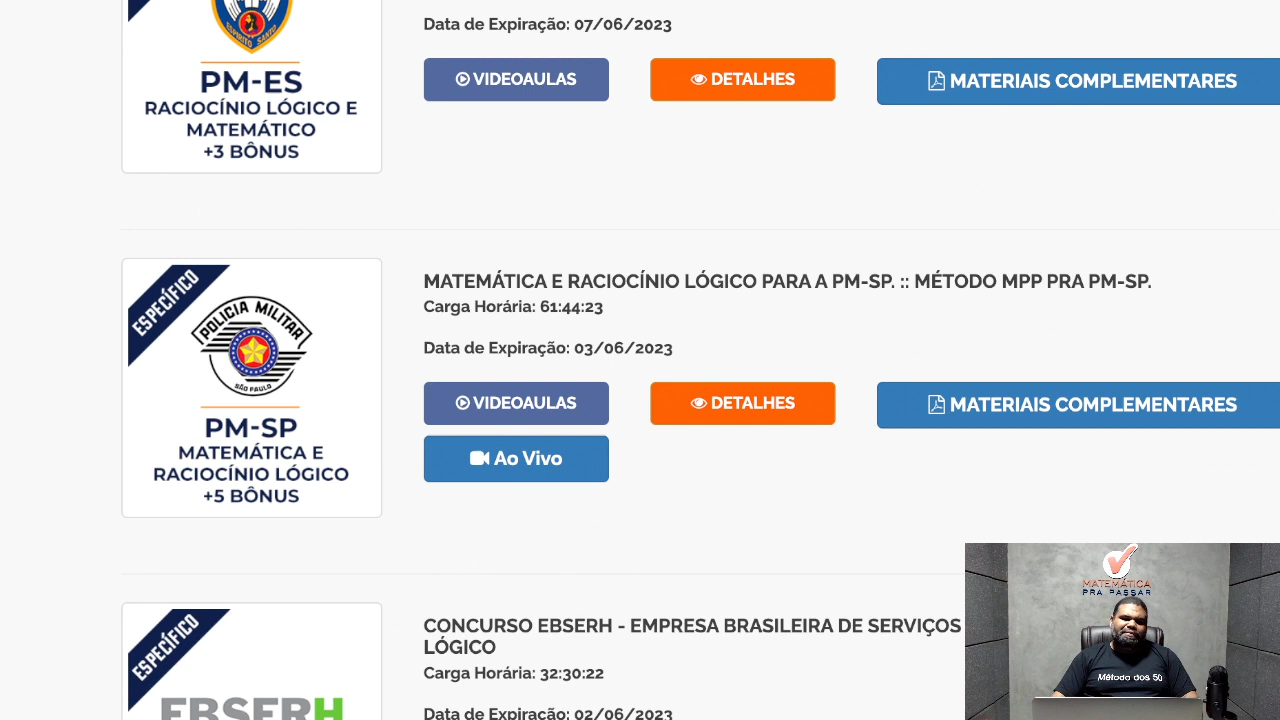 ESPÍRITO SANTO
PM-ES
RACIOCÍNIO LÓGICO E
MATEMÁTICO
+3 BÔNUS
Data de Expiração: 07/06/2023
VIDEOAULAS
DETALHES
MATERIAIS COMPLEMENTARES
ESPECÍFICO
POLICIA MILITAR
SÃO PAULO
PM-SP
MATEMÁTICA E
RACIOCÍNIO LÓGICO
+5 BÔNUS
MATEMÁTICA E RACIOCÍNIO LÓGICO PARA A PM-SP. :: MÉTODO MPP PRA PM-SP.
Carga Horária: 61:44:23
Data de Expiração: 03/06/2023
VIDEOAULAS
DETALHES
MATERIAIS COMPLEMENTARES
Ao Vivo
ESPECÍFICO
EBSERH
CONCURSO EBSERH - EMPRESA BRASILEIRA DE SERVIÇOS
LÓGICO
Carga Horária: 32:30:22
Data de Expiração: 02/06/2023
MATEMÁTICA
PRA PASSAR
Método dos 50